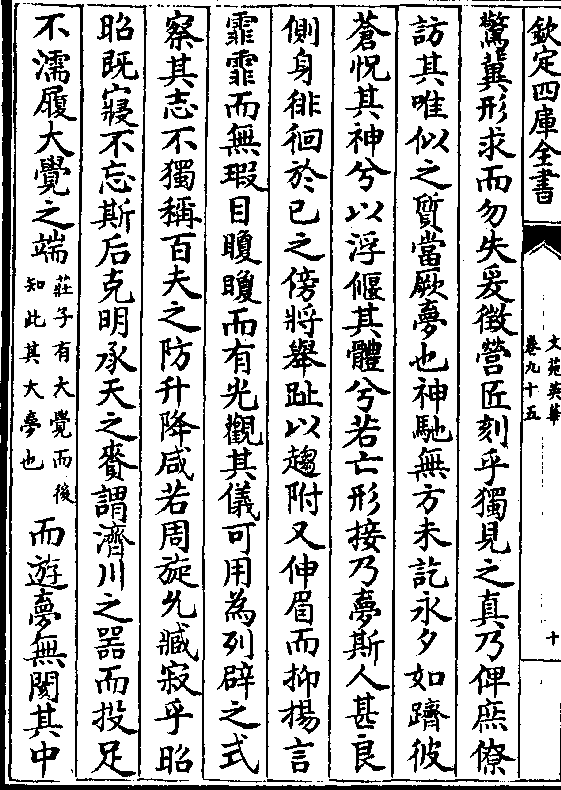 欽定四庫全書
文苑英華
卷九十五
十
驚冀形求而勿失爰徴營匠刻乎獨見之真乃俾庶僚
訪其唯似之質當厥夢也神馳無方未訖永夕如躋彼
蒼恍其神兮以浮偃其體兮若亡形接乃夢斯人甚良
側身徘徊於已之傍將舉趾以趨附又伸眉而抑揚言
霏霏而無瑕目瞍瞍而有光觀其儀可用為列辟之式
察其志不獨稱百夫之防升降咸若周旋允臧寂乎昭
昭既寤不忘斯后克明承天之賚謂濟川之器而投足
不濡履大覺之端莊子有大覺而後知此其大夢也而遊夢無閡其中